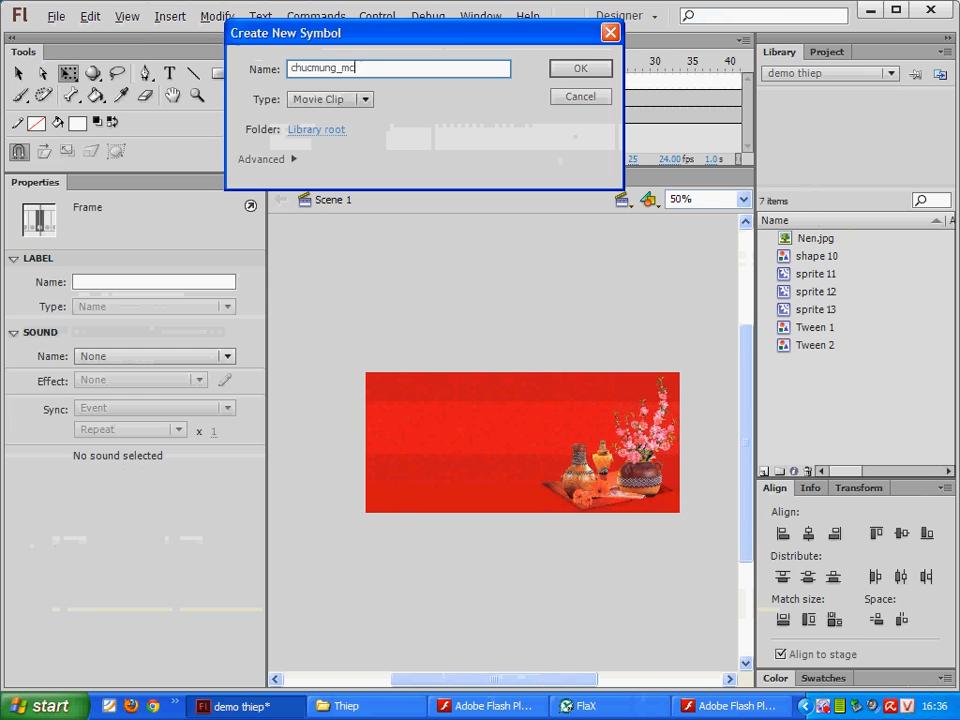 Fl File Edit View Insert Modify Text Commands Control Debug Window Help Designer
Create New Symbol
Name: chucmung_mc OK
Type: Movie Clip Cancel
Folder: Library root
Advanced
Tools
30 35 40 45
25 24.00 fps 1.0 s
Library Project
demo thiep
Properties
Frame
Scene 1 50%
7 items
Name
Nen.jpg
shape 10
sprite 11
sprite 12
sprite 13
Tween 1
Tween 2
LABEL
Name:
Type: Name
SOUND
Name: None
Effect: None
Sync: Event
Repeat x 1
No sound selected
Align Info Transform
Align:
Distribute:
Match size: Space:
Align to stage
Color Swatches
start demo thiep* Thiep Adobe Flash Pl... FlaX Adobe Flash Pl... 16:36